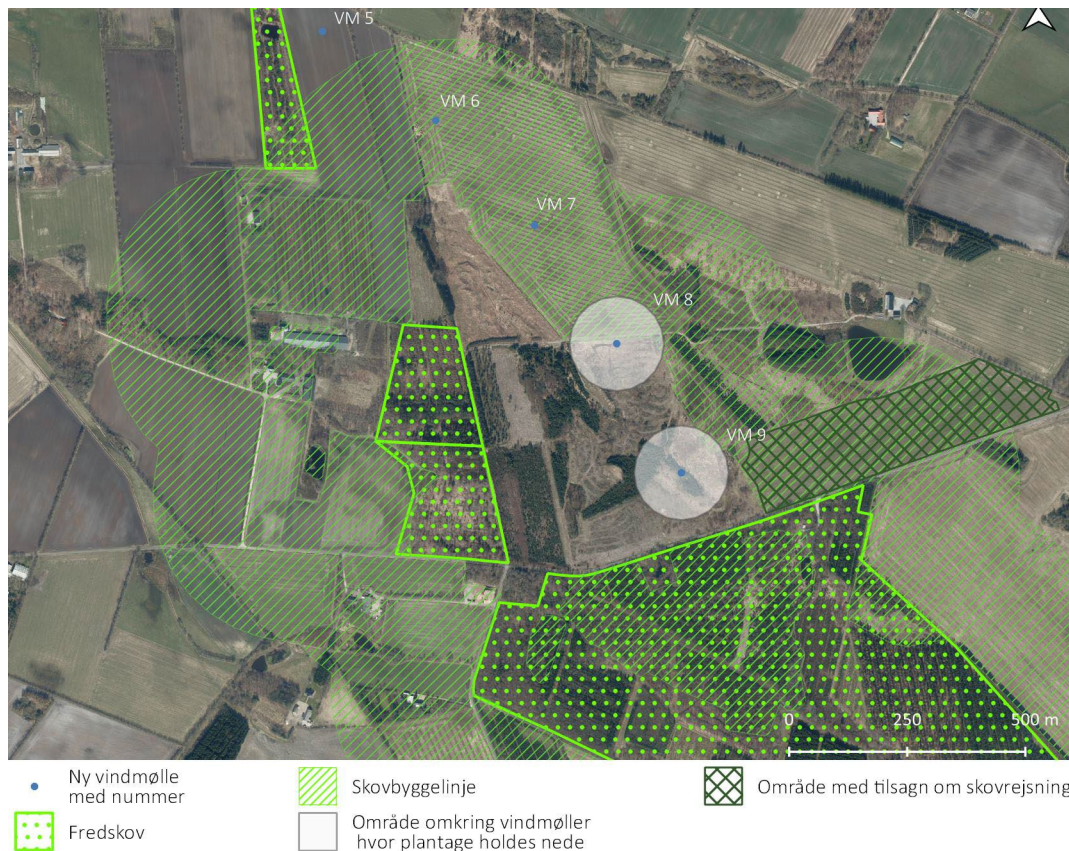 VM 5
VM 6
VM 7
VM 8
VM 9
0 250 500 m
Ny vindmølle
med nummer
Fredskov
Skovbyggelinje
Område omkring vindmøller
hvor plantage holdes nede
Område med tilsagn om skovrejsning